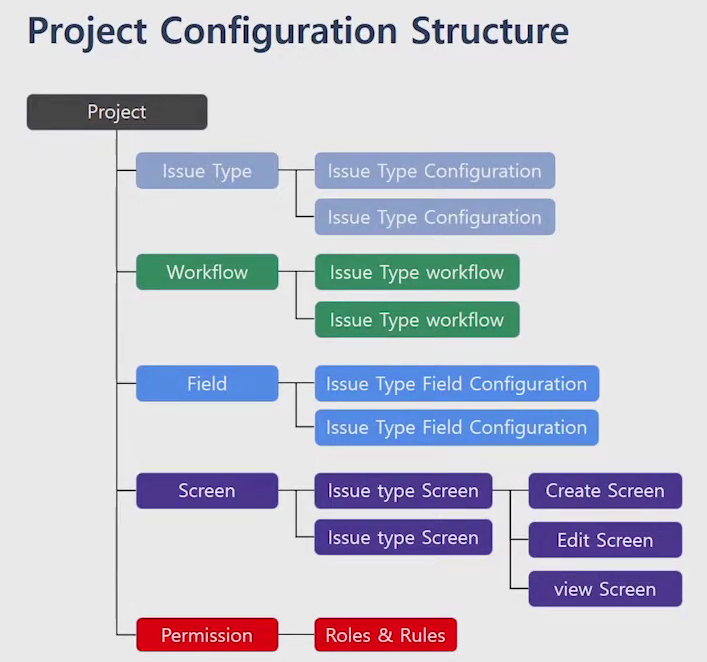 Project Configuration Structure
Project
Issue Type
Issue Type Configuration
Issue Type Configuration
Workflow
Issue Type workflow
Issue Type workflow
Field
Issue Type Field Configuration
Issue Type Field Configuration
Screen
Issue type Screen
Create Screen
Issue type Screen
Edit Screen
view Screen
Permission
Roles & Rules